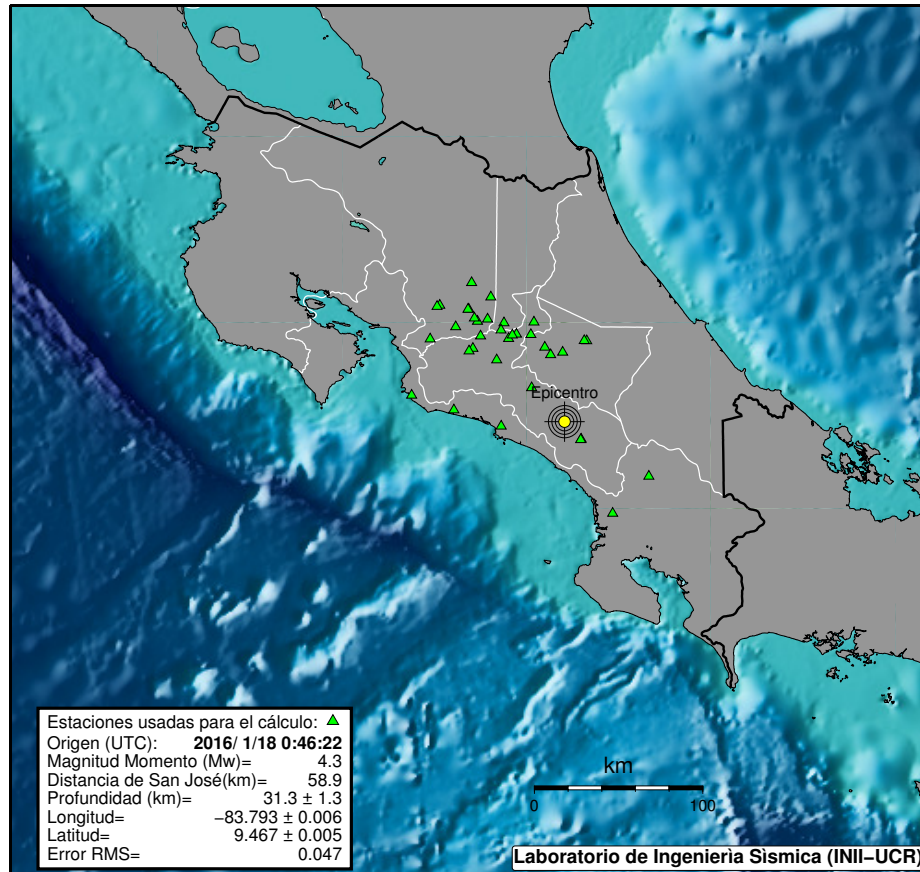 Epicentro
Estaciones usadas para el cálculo:
Origen (UTC): 2016/ 1/18 0:46:22
Magnitud Momento (Mw)= 4.3
Distancia de San José(km)= 58.9
Profundidad (km)= 31.3 ± 1.3
Longitud= −83.793 ± 0.006
Latitud= 9.467 ± 0.005
Error RMS= 0.047
km
0 100
Laboratorio de Ingenierìa Sìsmica (INII−UCR)